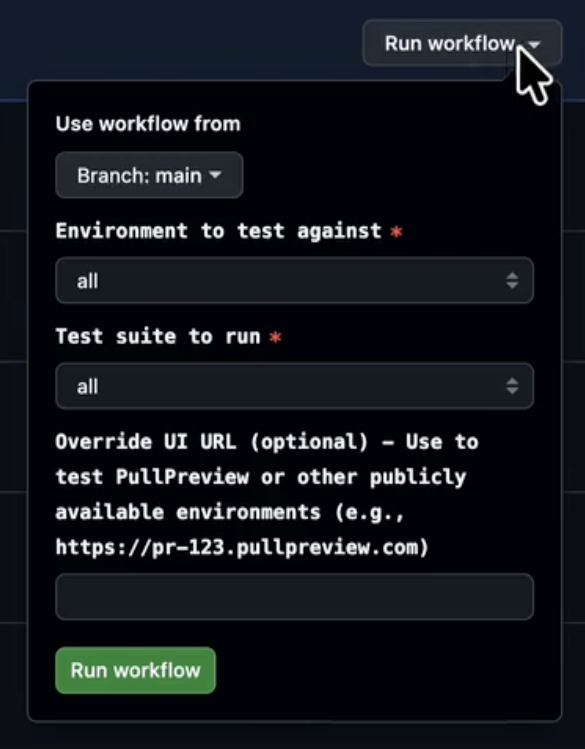 Run workflow
Use workflow from
Branch: main
Environment to test against *
all
Test suite to run *
all
Override UI URL (optional) – Use to
test PullPreview or other publicly
available environments (e.g.,
https://pr-123.pullpreview.com)
Run workflow